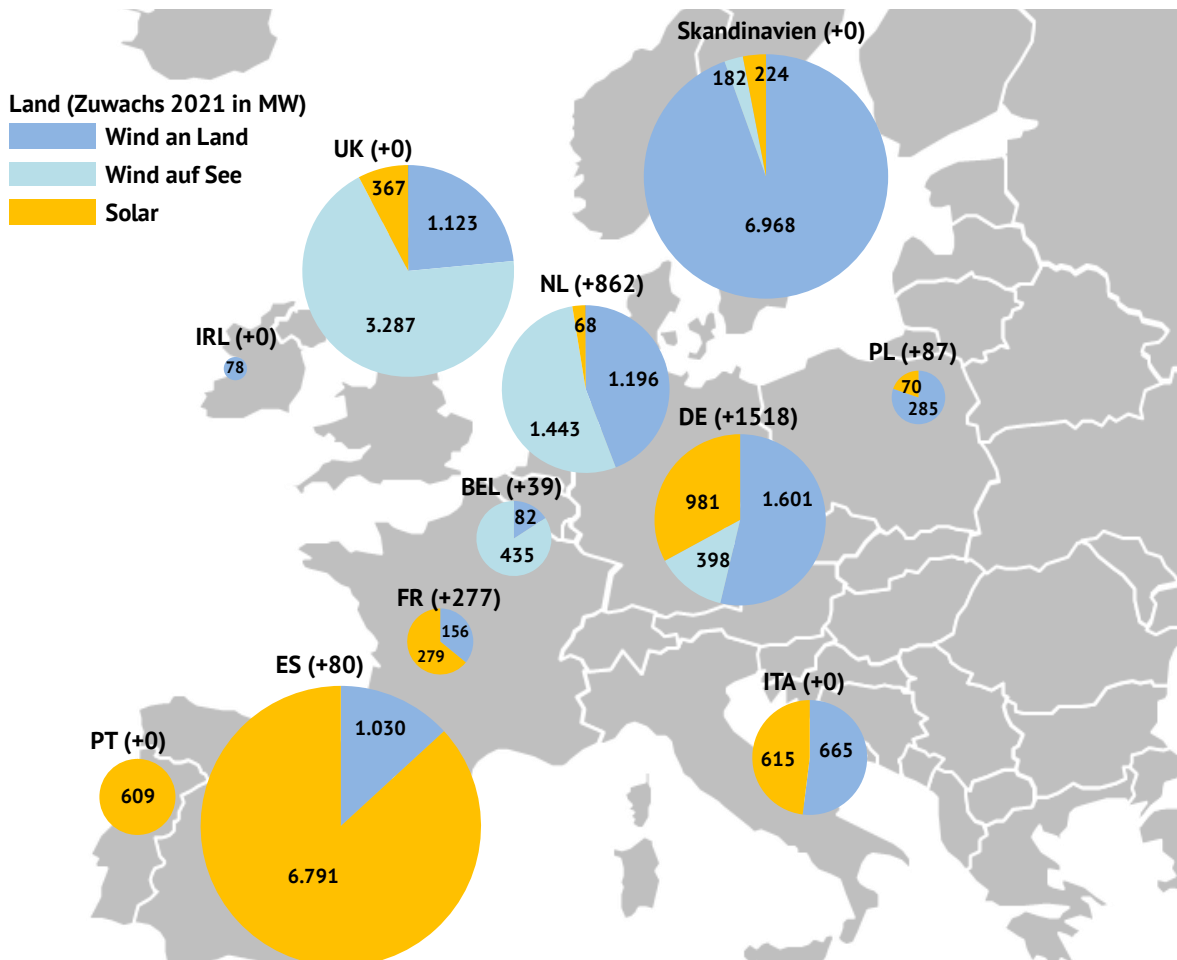 Skandinavien (+0)
182
224
6.968
Land (Zuwachs 2021 in MW)
Wind an Land
Wind auf See
Solar
UK (+0)
367
1.123
3.287
NL (+862)
68
1.196
1.443
IRL (+0)
78
PL (+87)
70
285
DE (+1518)
981
1.601
398
BEL (+39)
82
435
FR (+277)
156
279
ES (+80)
1.030
6.791
PT (+0)
609
ITA (+0)
615
665